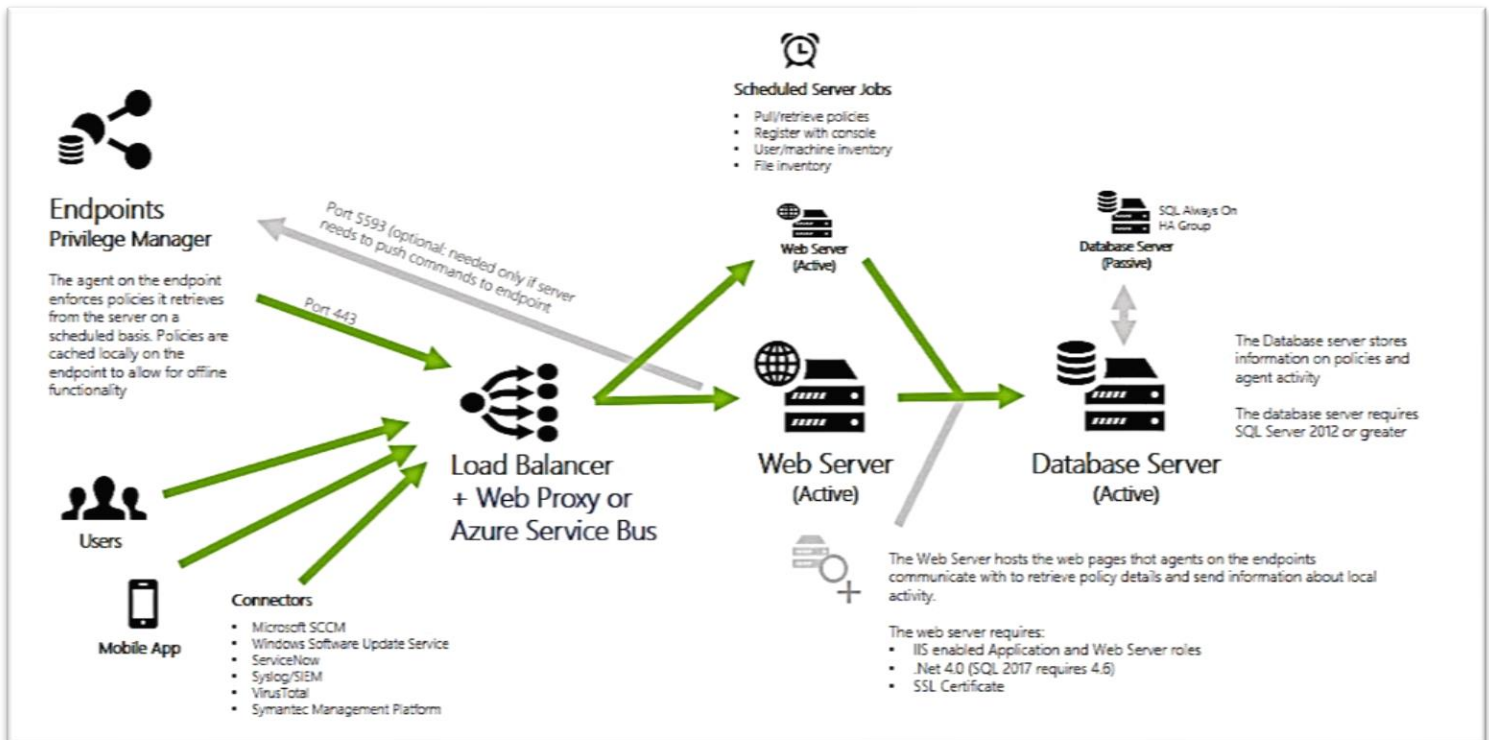 Scheduled Server Jobs
• Pull/retrieve policies
• Register with console
• User/machine inventory
• File inventory
Endpoints
Privilege Manager
The agent on the endpoint
enforces policies it retrieves
from the server on a
scheduled basis. Policies are
cached locally on the
endpoint to allow for offline
functionality
Port 5593 (optional; needed only if server
needs to push commands to endpoint
Port 443
Web Server
(Active)
SQL Always On
HA Group
Database Server
(Passive)
The Database server stores
information on policies and
agent activity
The database server requires
SQL Server 2012 or greater
Load Balancer
+ Web Proxy or
Azure Service Bus
Web Server
(Active)
Database Server
(Active)
Users
Mobile App
Connectors
• Microsoft SCCM
• Windows Software Update Service
• ServiceNow
• Syslog/SIEM
• VirusTotal
• Symantec Management Platform
The Web Server hosts the web pages that agents on the endpoints
communicate with to retrieve policy details and send information about local
activity.
The web server requires:
• IIS enabled Application and Web Server roles
• .Net 4.0 (SQL 2017 requires 4.6)
• SSL Certificate